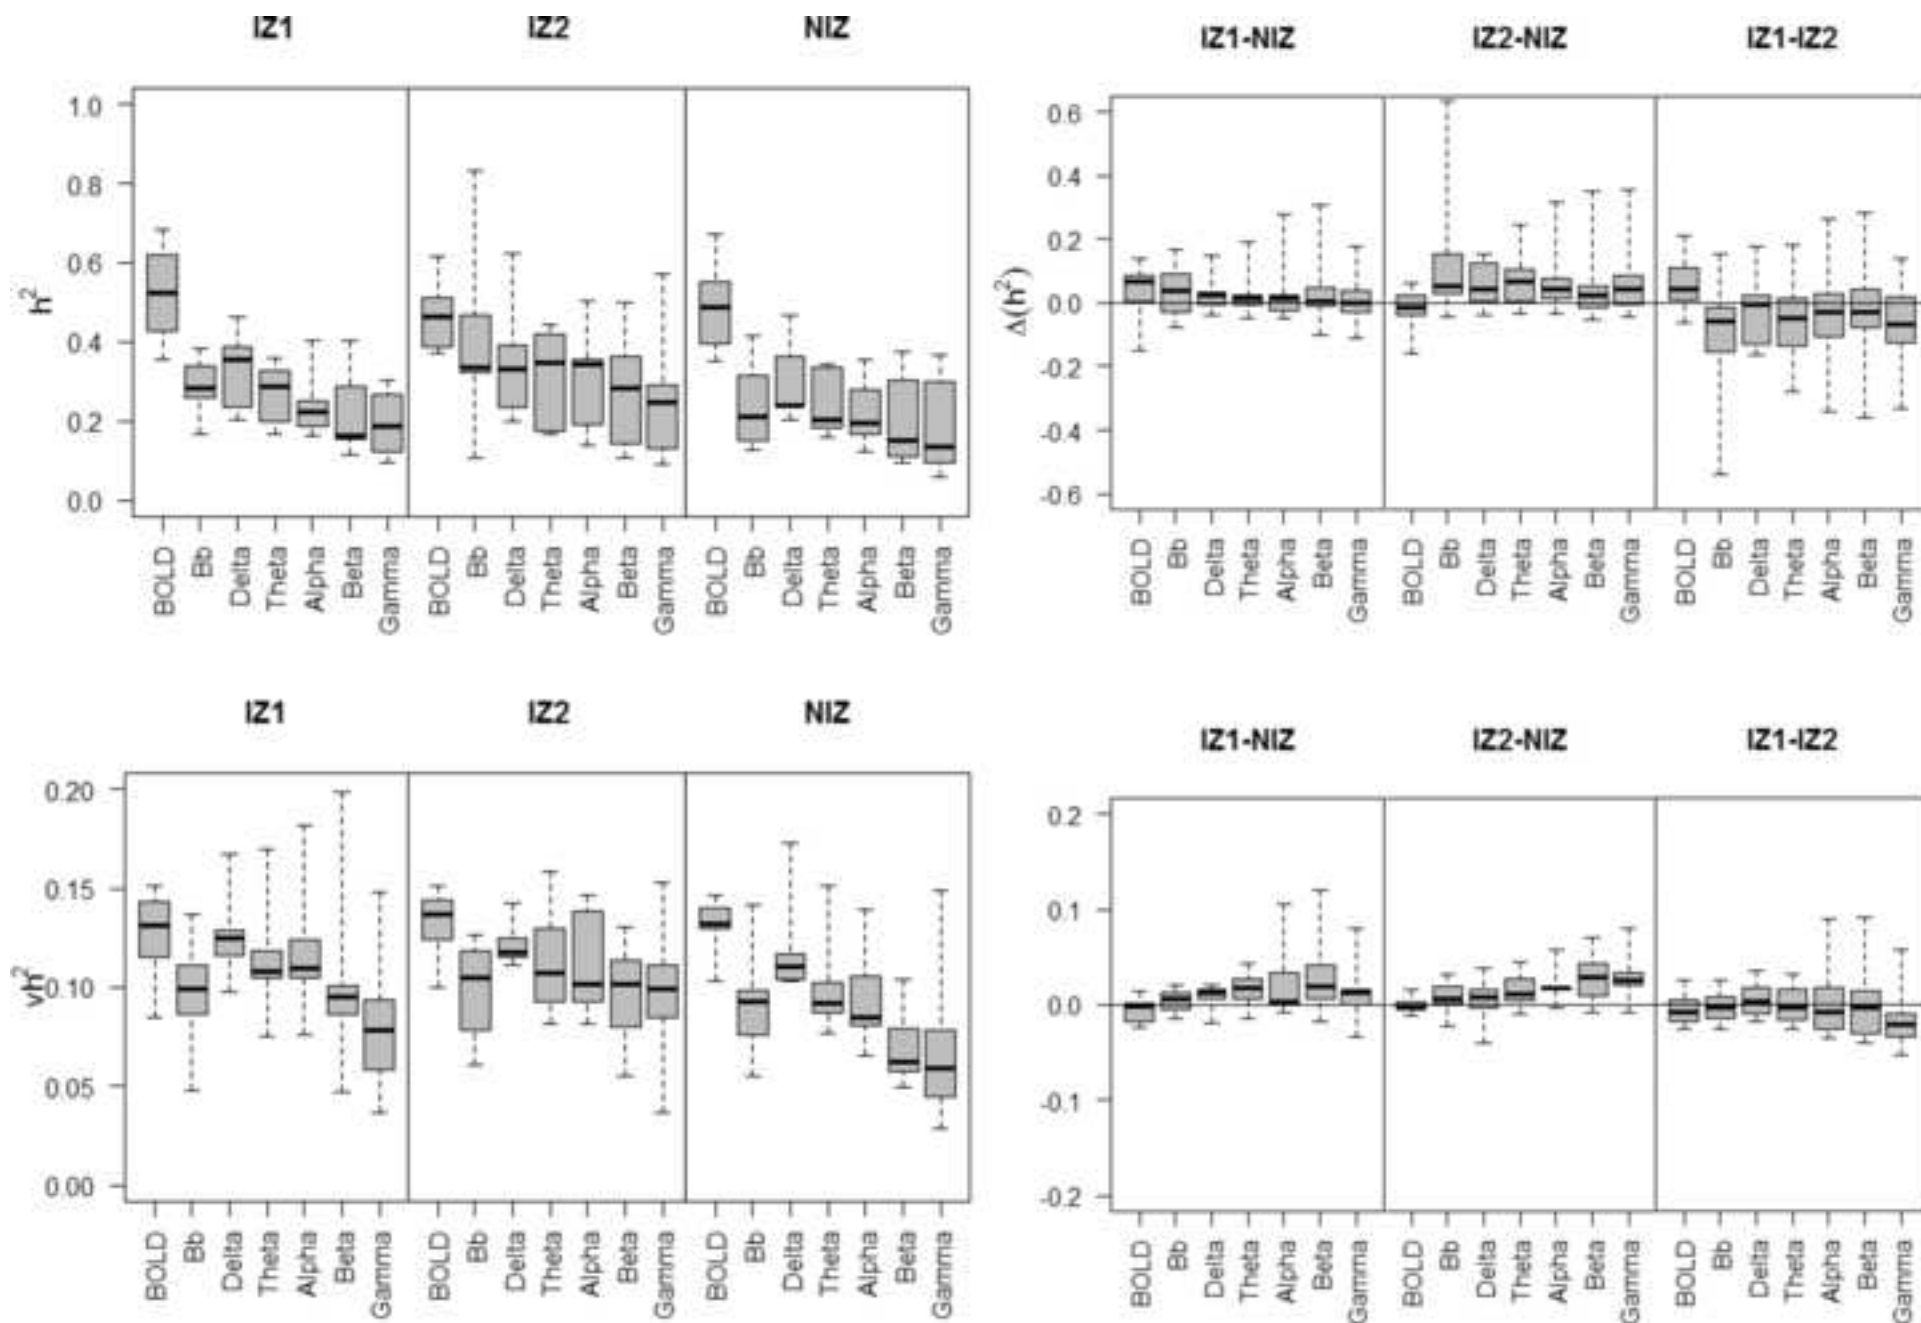 IZ1 IZ2 NIZ
h²
1.0
0.8
0.6
0.4
0.2
0.0
BOLD Bb Delta Theta Alpha Beta Gamma BOLD Bb Delta Theta Alpha Beta Gamma BOLD Bb Delta Theta Alpha Beta Gamma
IZ1-NIZ IZ2-NIZ IZ1-IZ2
Δ(h²)
0.6
0.4
0.2
0.0
-0.2
-0.4
-0.6
BOLD Bb Delta Theta Alpha Beta Gamma BOLD Bb Delta Theta Alpha Beta Gamma BOLD Bb Delta Theta Alpha Beta Gamma
IZ1 IZ2 NIZ
vh²
0.20
0.15
0.10
0.05
0.00
BOLD Bb Delta Theta Alpha Beta Gamma BOLD Bb Delta Theta Alpha Beta Gamma BOLD Bb Delta Theta Alpha Beta Gamma
IZ1-NIZ IZ2-NIZ IZ1-IZ2
0.2
0.1
0.0
-0.1
-0.2
BOLD Bb Delta Theta Alpha Beta Gamma BOLD Bb Delta Theta Alpha Beta Gamma BOLD Bb Delta Theta Alpha Beta Gamma